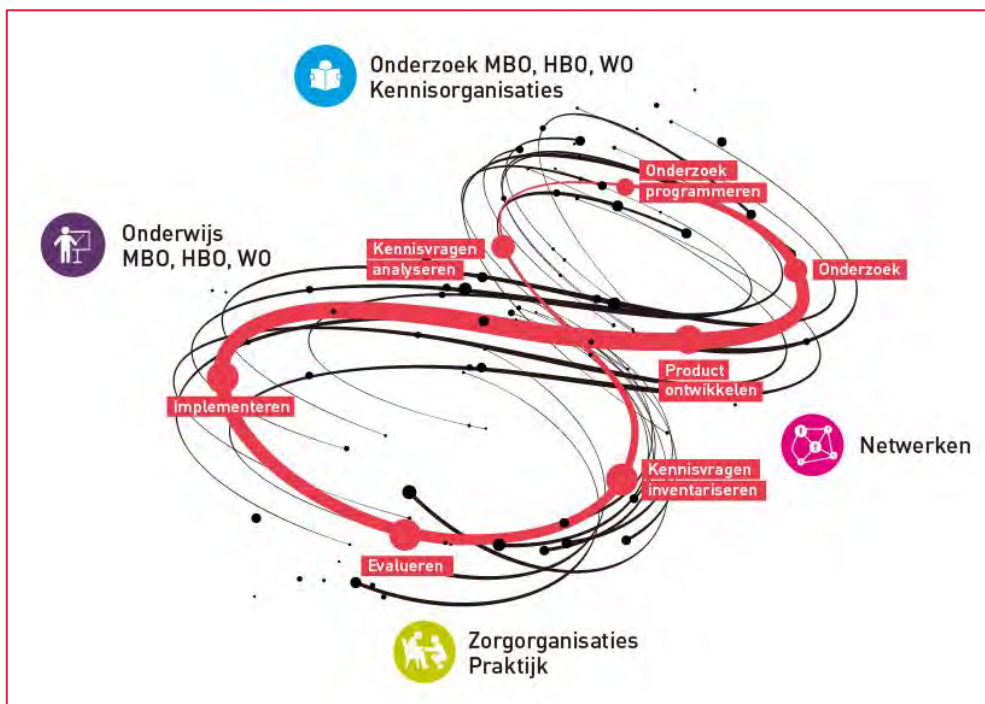 Onderzoek MBO, HBO, WO
Kennisorganisaties
Onderzoek
programmeren
Onderwijs
MBO, HBO, WO
Kennisvragen
analyseren
Onderzoek
Product
ontwikkelen
Implementeren
Netwerken
Kennisvragen
inventariseren
Evalueren
Zorgorganisaties
Praktijk